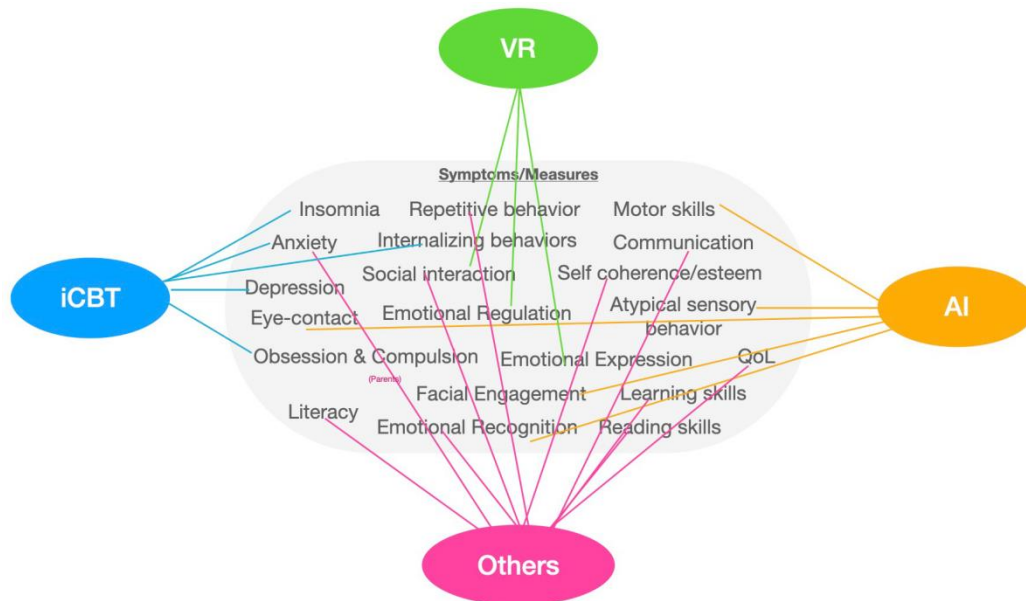 VR
Symptoms/Measures
Insomnia
Repetitive behavior
Motor skills
Anxiety
Internalizing behaviors
Communication
Social interaction
Self coherence/esteem
iCBT
Depression
Atypical sensory
behavior
AI
Eye-contact
Emotional Regulation
Obsession & Compulsion
(Parents)
Emotional Expression
QoL
Facial Engagement
Learning skills
Literacy
Emotional Recognition
Reading skills
Others